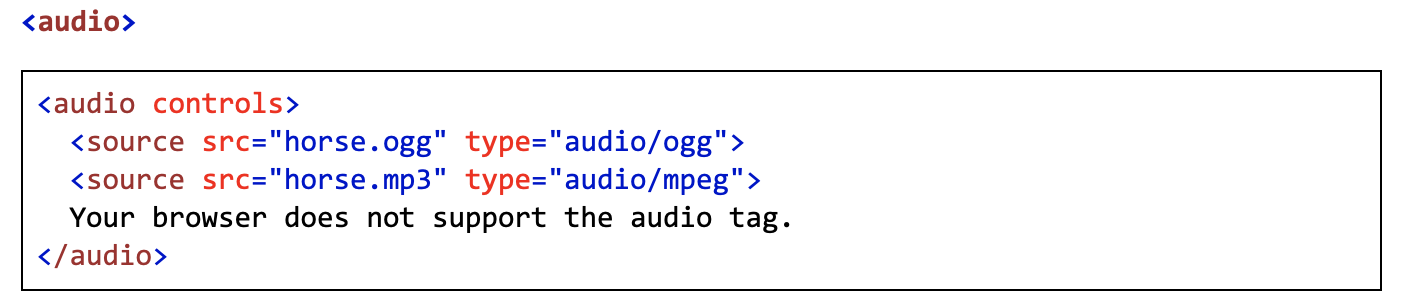 <audio>
<audio controls>
<source src="horse.ogg" type="audio/ogg">
<source src="horse.mp3" type="audio/mpeg">
Your browser does not support the audio tag.
</audio>